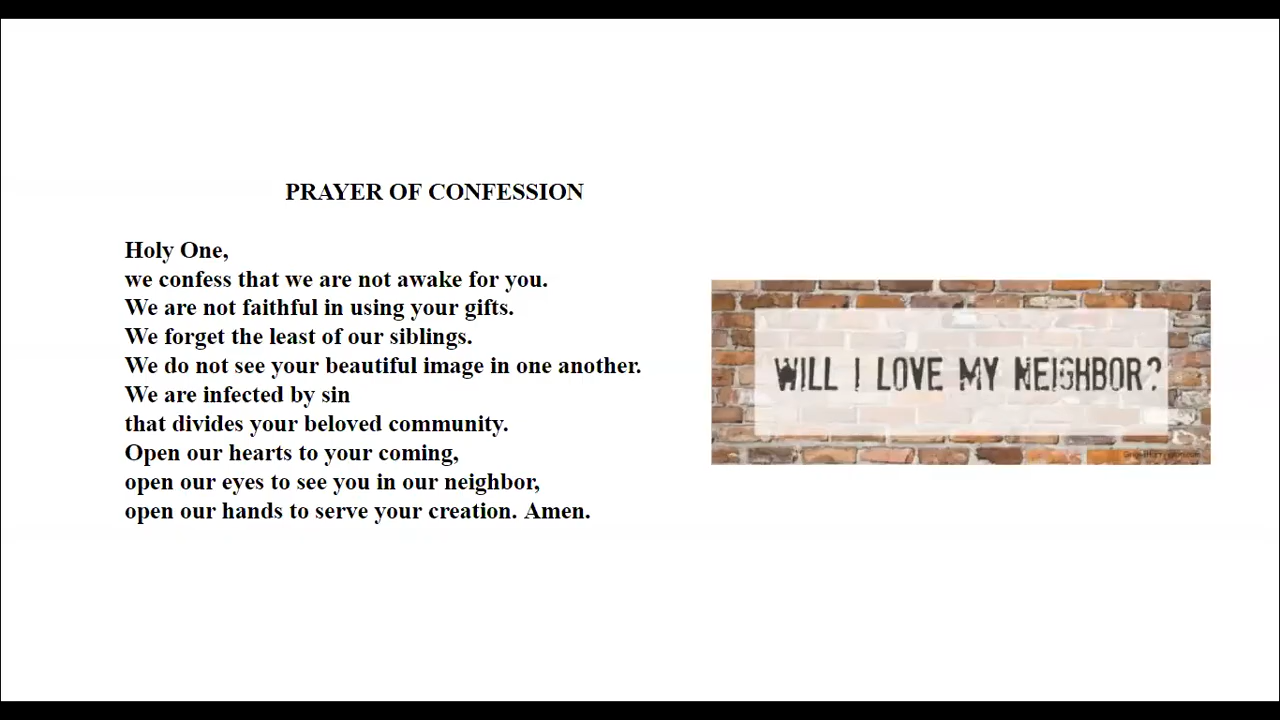 PRAYER OF CONFESSION
Holy One,
we confess that we are not awake for you.
We are not faithful in using your gifts.
We forget the least of our siblings.
We do not see your beautiful image in one another.
We are infected by sin
that divides your beloved community.
Open our hearts to your coming,
open our eyes to see you in our neighbor,
open our hands to serve your creation. Amen.
WILL I LOVE MY NEIGHBOR?